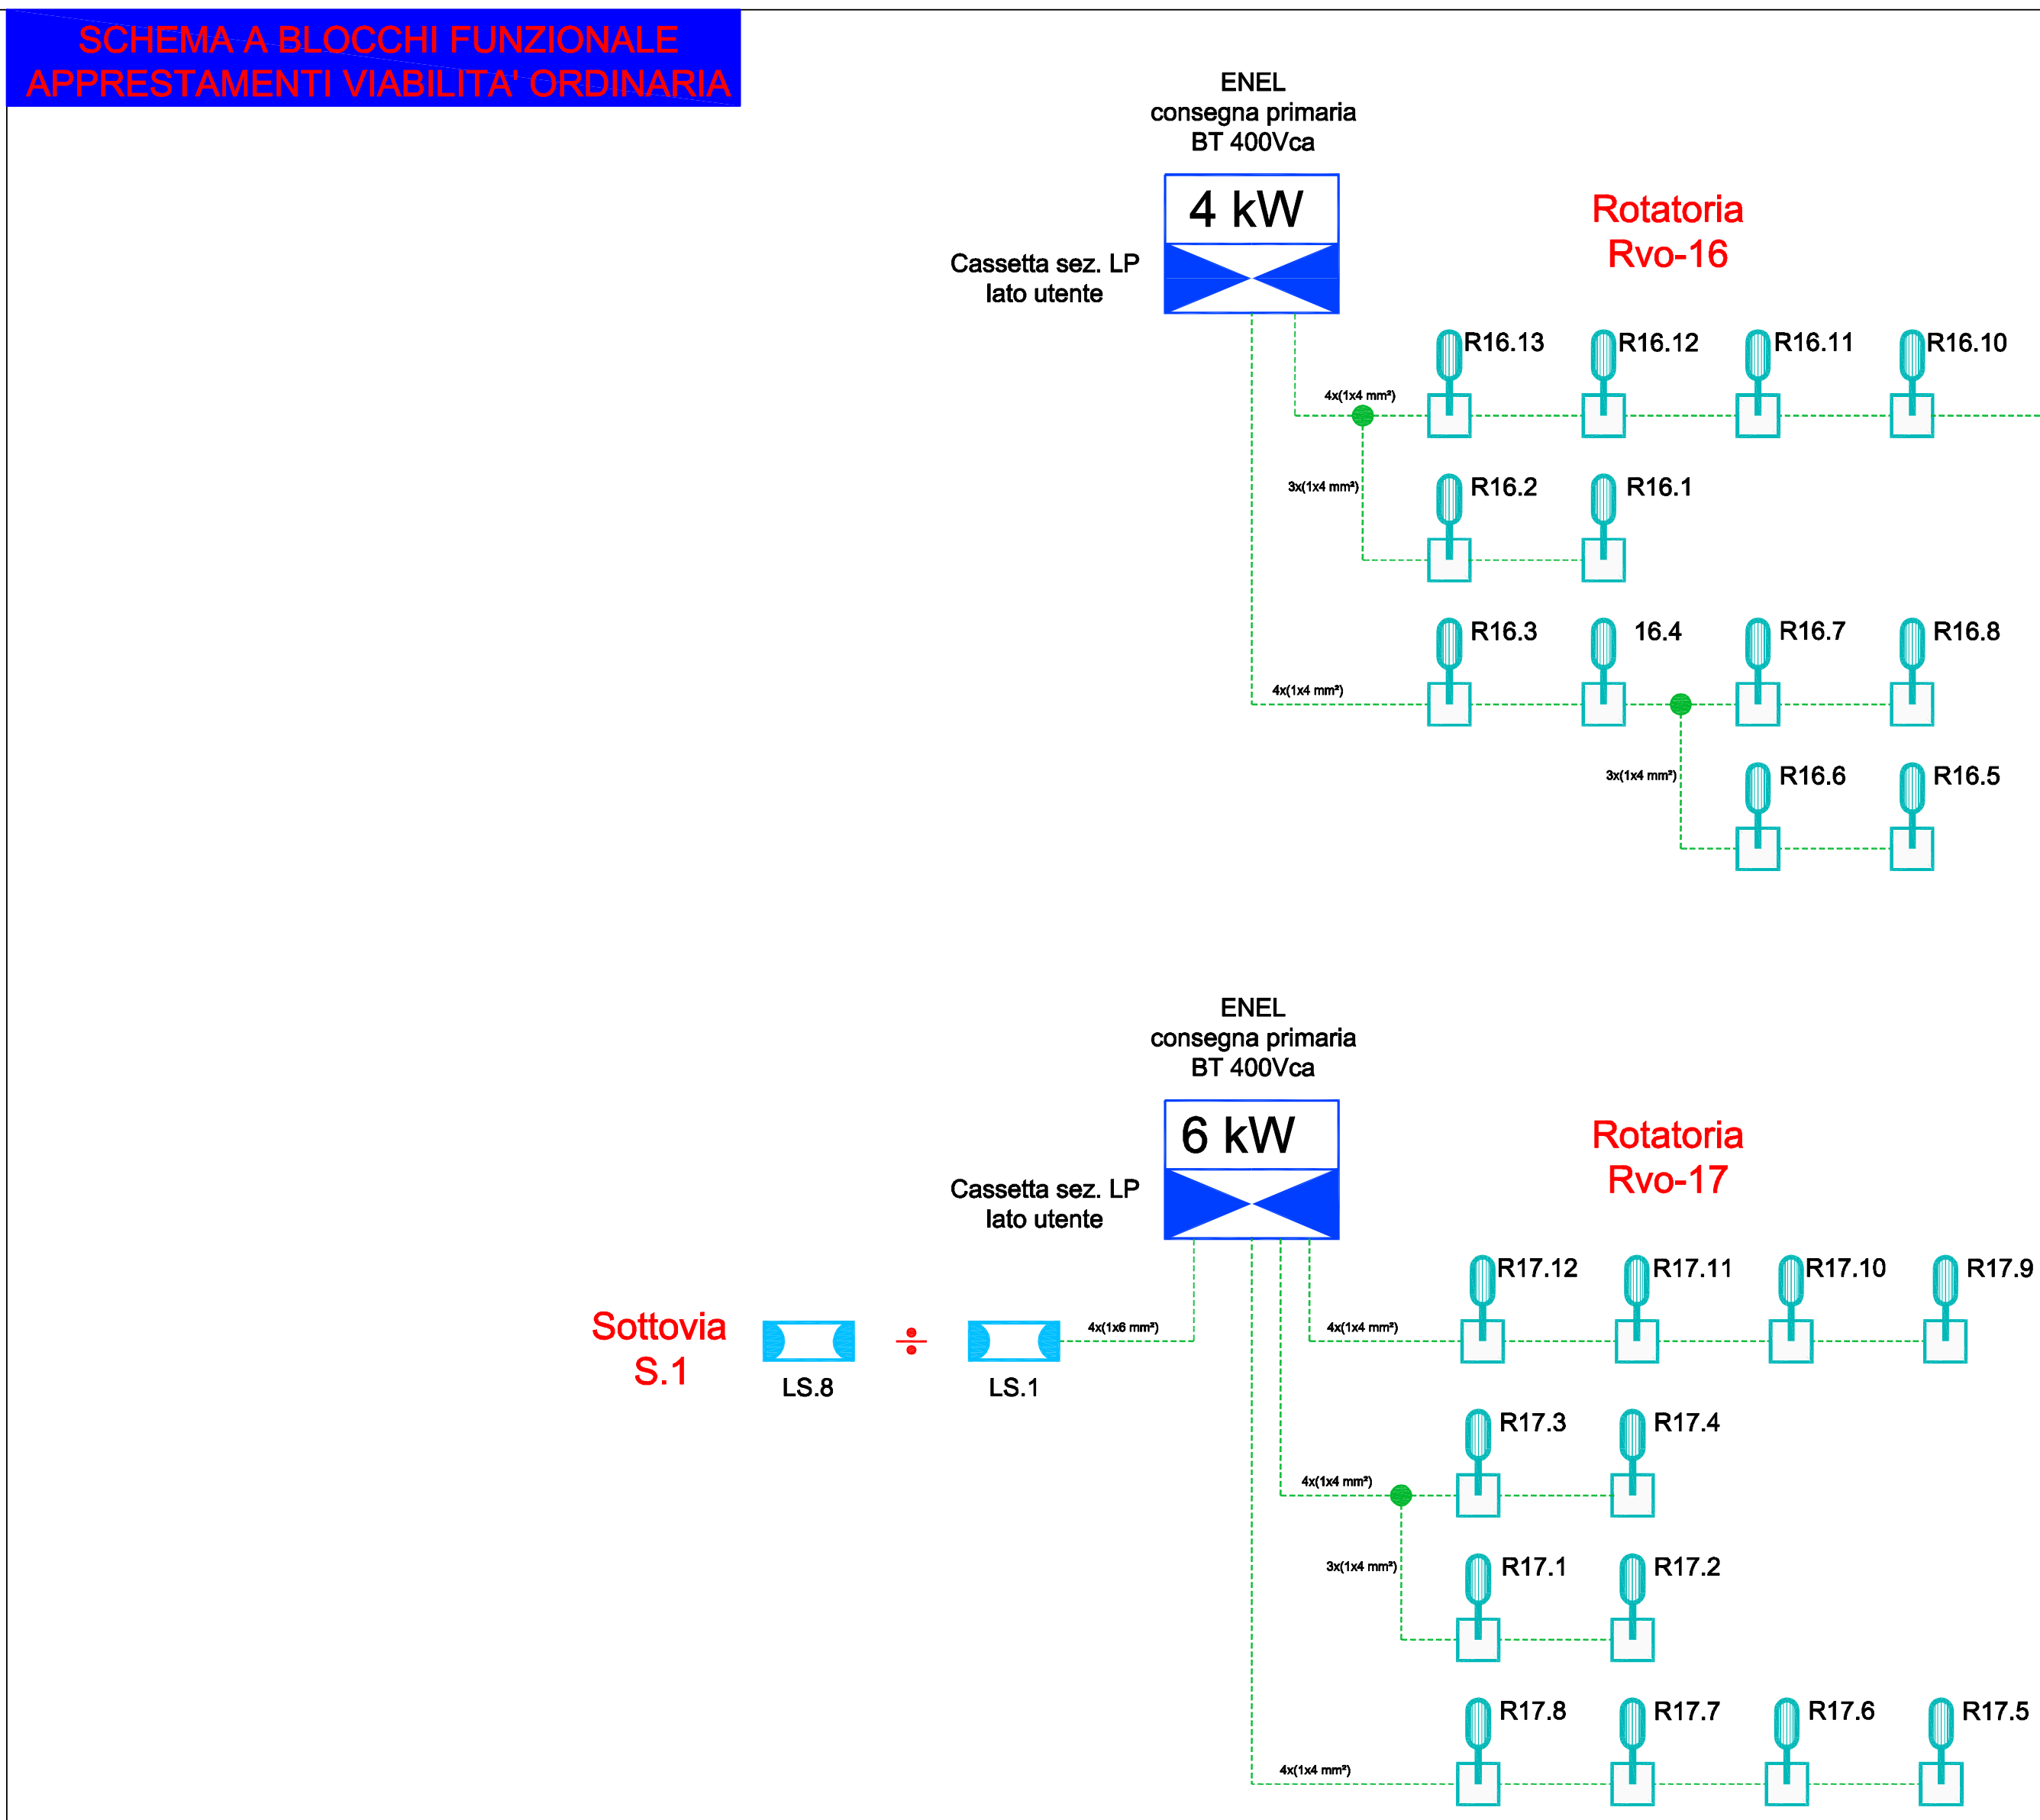 SCHEMA A BLOCCHI FUNZIONALE
APPRESTAMENTI VIABILITA' ORDINARIA
ENEL
consegna primaria
BT 400Vca
4 kW
Cassetta sez. LP
lato utente
Rotatoria
Rvo-16
R16.13
R16.12
R16.11
R16.10
4x(1x4 mm²)
3x(1x4 mm²)
R16.2
R16.1
R16.3
16.4
R16.7
R16.8
4x(1x4 mm²)
3x(1x4 mm²)
R16.6
R16.5
ENEL
consegna primaria
BT 400Vca
6 kW
Cassetta sez. LP
lato utente
Rotatoria
Rvo-17
R17.12
R17.11
R17.10
R17.9
Sottovia
S.1
LS.8
÷
LS.1
4x(1x6 mm²)
4x(1x4 mm²)
R17.3
R17.4
4x(1x4 mm²)
3x(1x4 mm²)
R17.1
R17.2
R17.8
R17.7
R17.6
R17.5
4x(1x4 mm²)